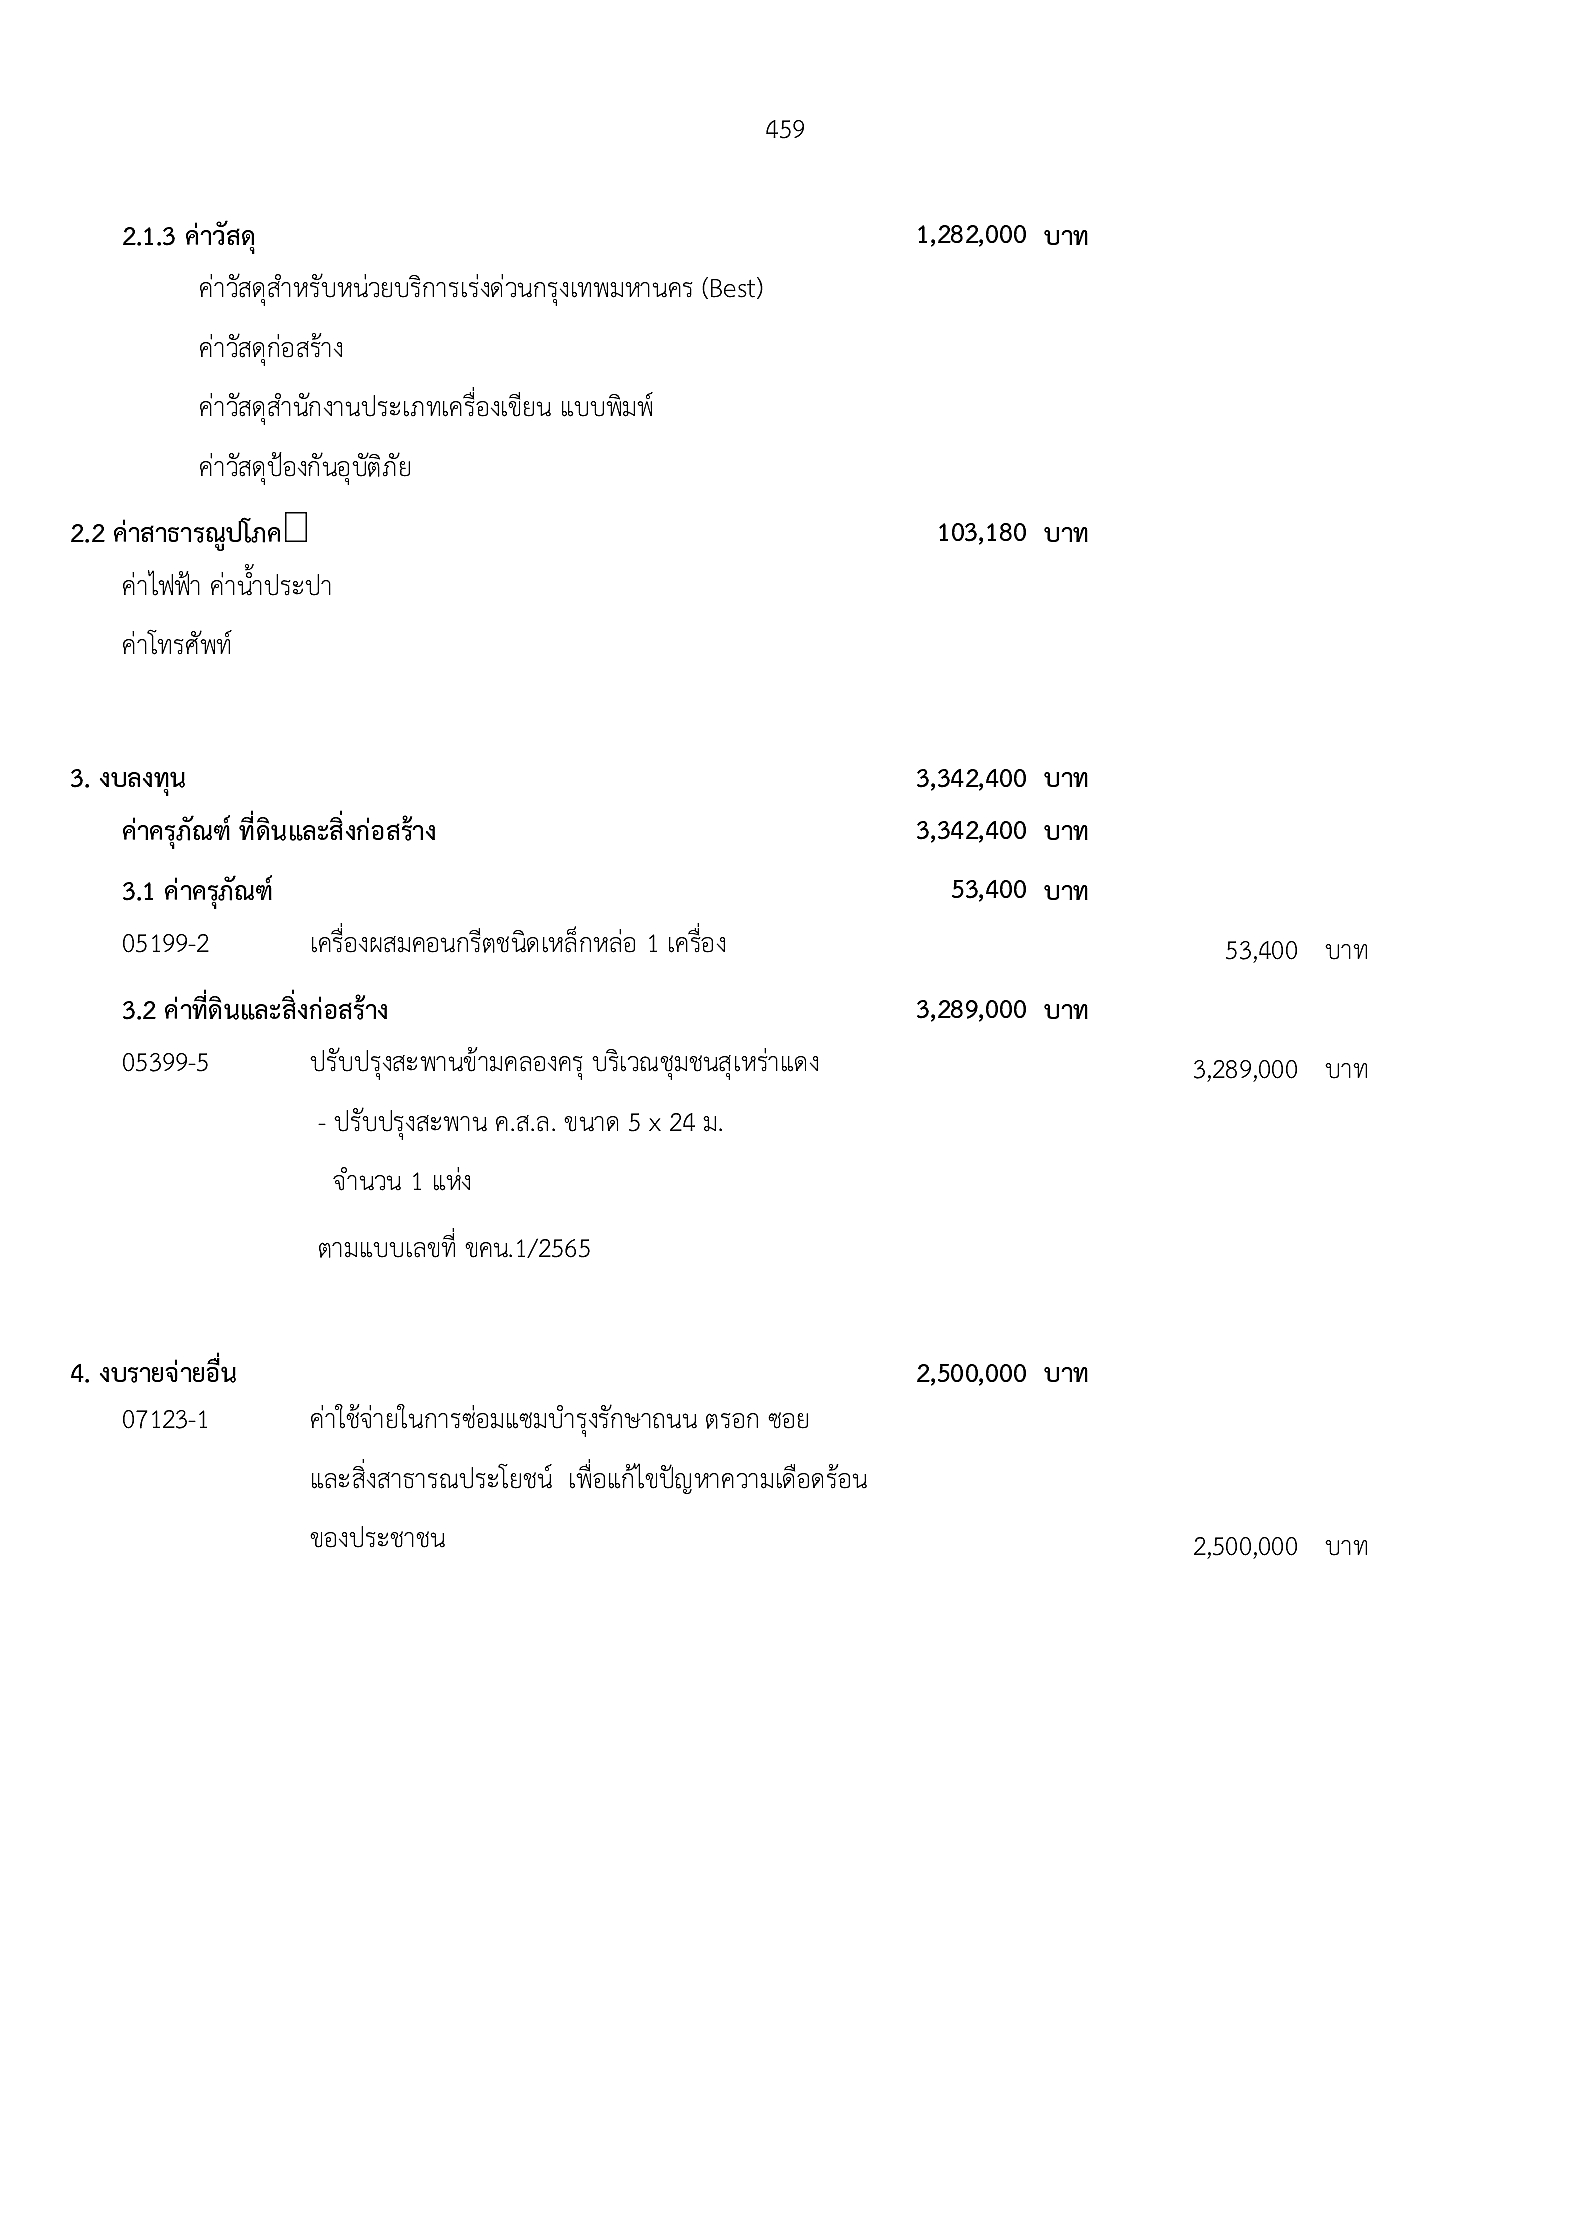 459
2.1.3 ค่าวัสดุ 1,282,000 บาท
ค่าวัสดุสำหรับหน่วยบริการเร่งด่วนกรุงเทพมหานคร (Best)
ค่าวัสดุก่อสร้าง
ค่าวัสดุสำนักงานประเภทเครื่องเขียน แบบพิมพ์
ค่าวัสดุป้องกันอุบัติภัย
2.2 ค่าสาธารณูปโภค 103,180 บาท
ค่าไฟฟ้า ค่าน้ำประปา
ค่าโทรศัพท์
3. งบลงทุน 3,342,400 บาท
ค่าครุภัณฑ์ ที่ดินและสิ่งก่อสร้าง 3,342,400 บาท
3.1 ค่าครุภัณฑ์ 53,400 บาท
05199-2 เครื่องผสมคอนกรีตชนิดเหล็กหล่อ 1 เครื่อง 53,400 บาท
3.2 ค่าที่ดินและสิ่งก่อสร้าง 3,289,000 บาท
05399-5 ปรับปรุงสะพานข้ามคลองครุ บริเวณชุมชนสุเหร่าแดง 3,289,000 บาท
- ปรับปรุงสะพาน ค.ส.ล. ขนาด 5 x 24 ม.
จำนวน 1 แห่ง
ตามแบบเลขที่ ขคน.1/2565
4. งบรายจ่ายอื่น 2,500,000 บาท
07123-1 ค่าใช้จ่ายในการซ่อมแซมบำรุงรักษาถนน ตรอก ซอย
และสิ่งสาธารณประโยชน์ เพื่อแก้ไขปัญหาความเดือดร้อน
ของประชาชน 2,500,000 บาท